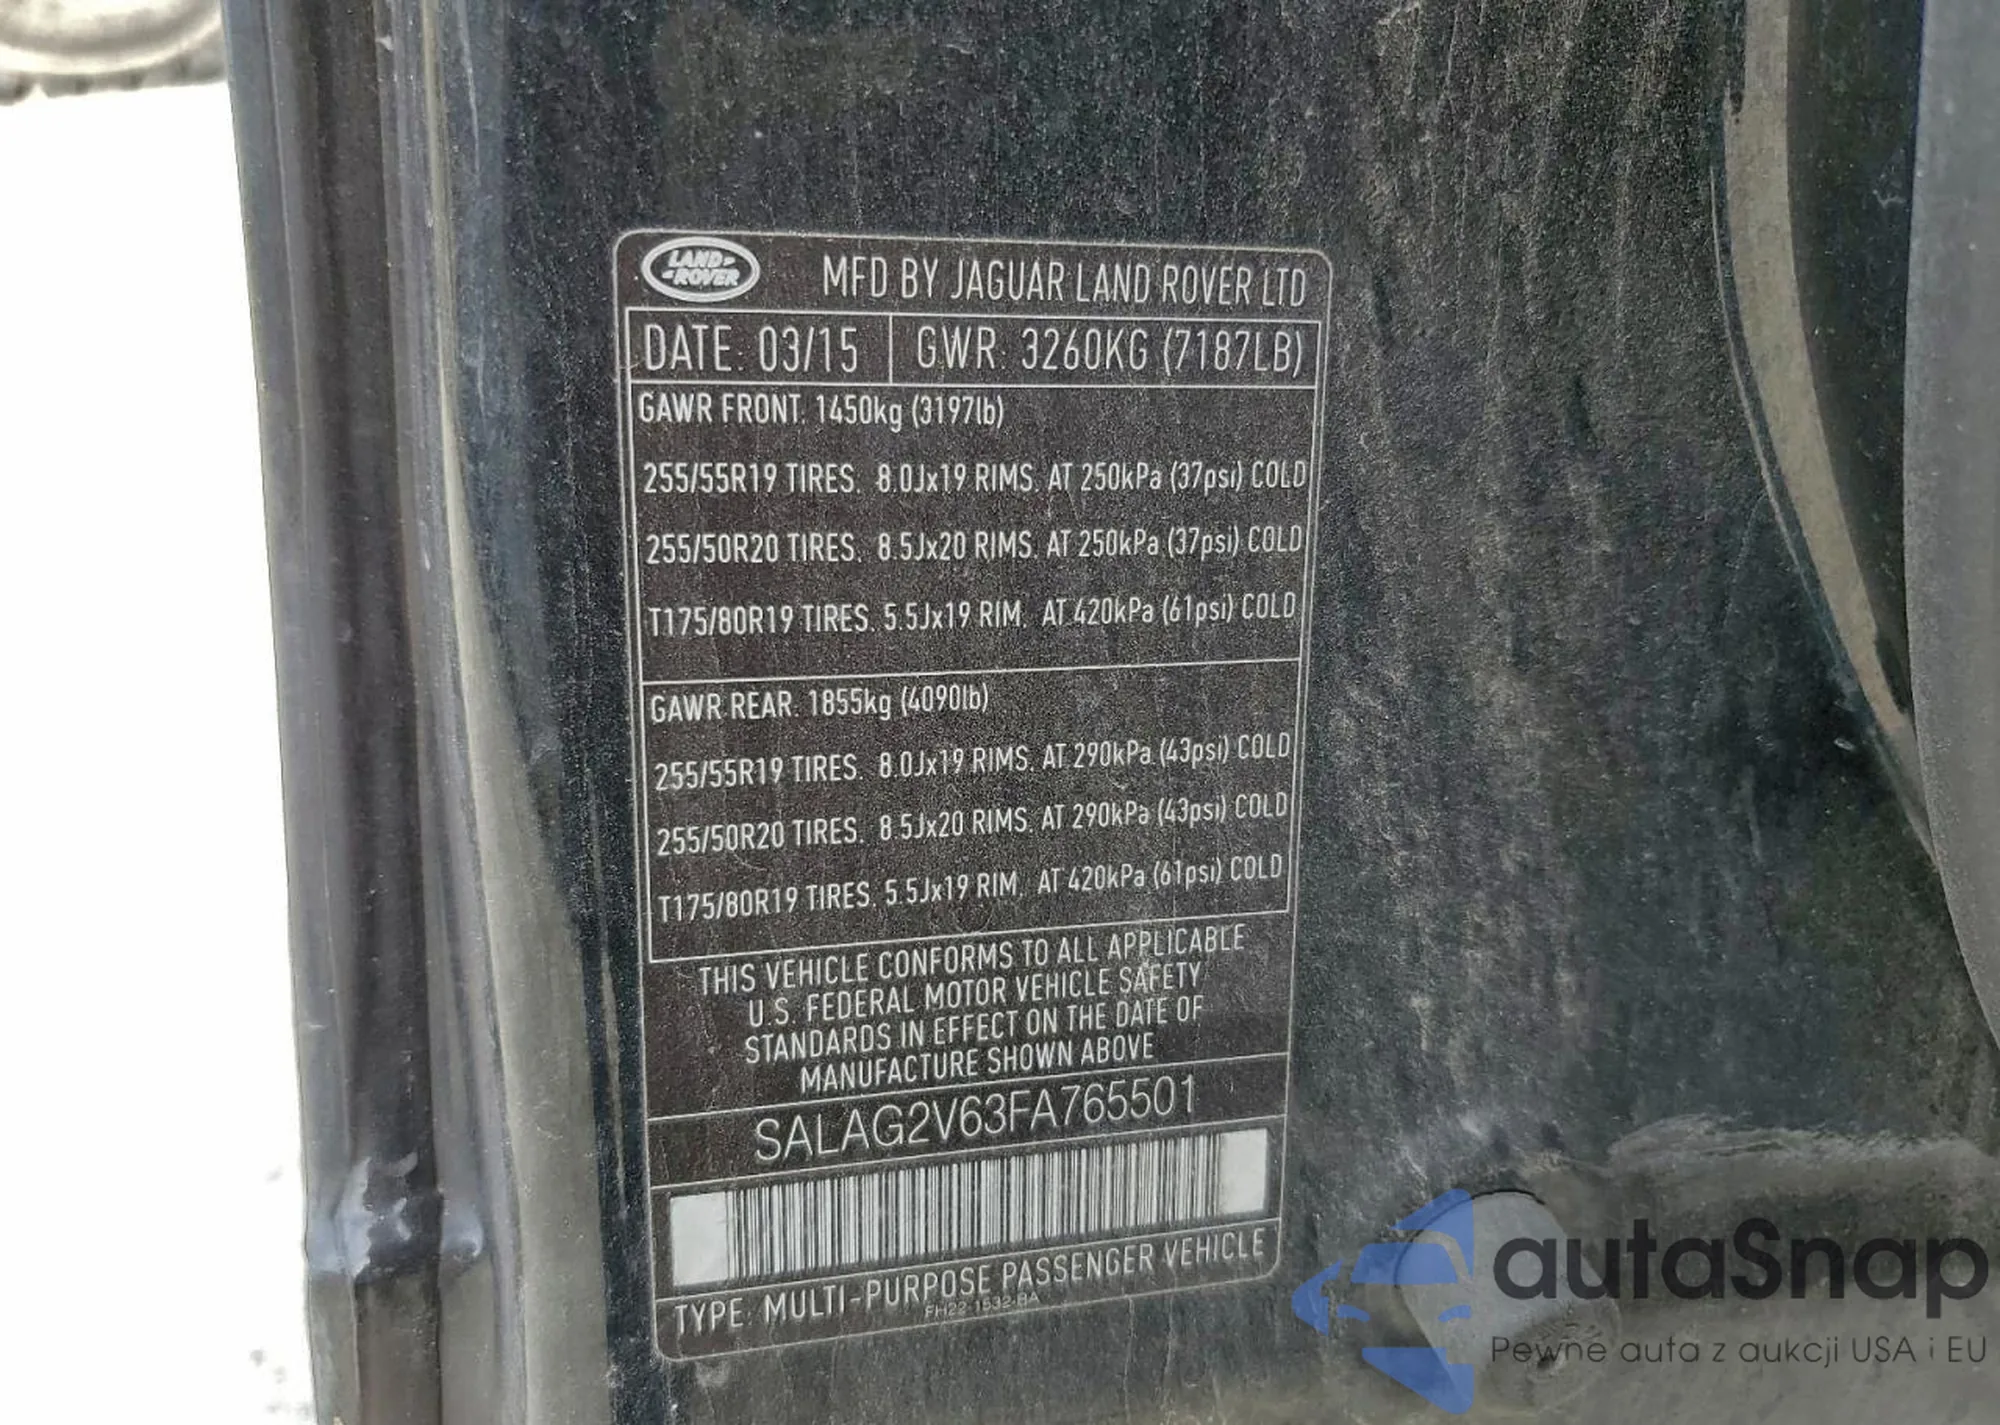 LAND ROVER
MFD BY JAGUAR LAND ROVER LTD
DATE: 03/15 GWR: 3260KG (7187LB)
GAWR FRONT. 1450kg (3197lb)
255/55R19 TIRES. 8.0Jx19 RIMS. AT 250kPa (37psi) COLD
255/50R20 TIRES. 8.5Jx20 RIMS. AT 250kPa (37psi) COLD
T175/80R19 TIRES. 5.5Jx19 RIM. AT 420kPa (61psi) COLD
GAWR REAR. 1855kg (4090lb)
255/55R19 TIRES. 8.0Jx19 RIMS. AT 290kPa (43psi) COLD
255/50R20 TIRES. 8.5Jx20 RIMS. AT 290kPa (43psi) COLD
T175/80R19 TIRES. 5.5Jx19 RIM. AT 420kPa (61psi) COLD
THIS VEHICLE CONFORMS TO ALL APPLICABLE
U.S. FEDERAL MOTOR VEHICLE SAFETY
STANDARDS IN EFFECT ON THE DATE OF
MANUFACTURE SHOWN ABOVE
SALAG2V63FA765501
TYPE: MULTI-PURPOSE PASSENGER VEHICLE
FH22-1532-BA
autaSnap
Pewne auta z aukcji USA i EU